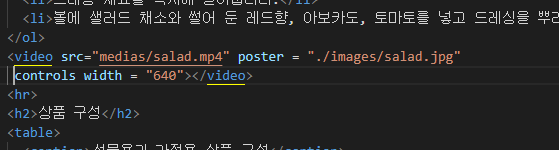 <li>볼에 샐러드 채소와 썰어 둔 레드향, 아보카도, 토마토를 넣고 드레싱을 뿌려
</ol>
<video src="medias/salad.mp4" poster = "./images/salad.jpg"
controls width = "640"></video>
<hr>
<h2>상품 구성</h2>
<table>